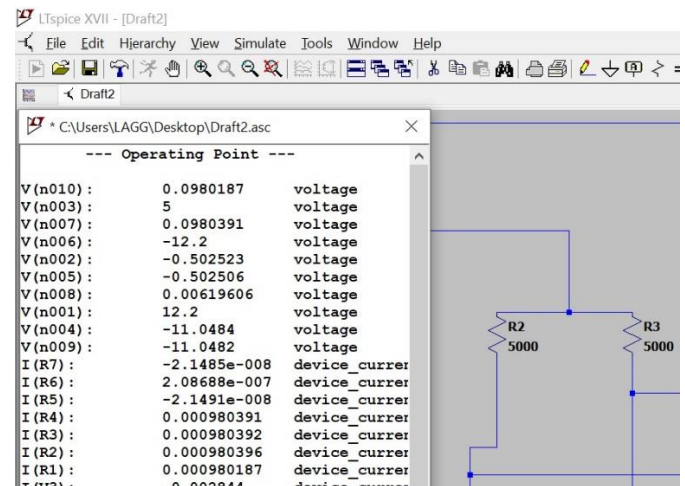 LTspice XVII - [Draft2]
File Edit Hierarchy View Simulate Tools Window Help
Draft2
* C:\Users\LAGG\Desktop\Draft2.asc
--- Operating Point ---
V(n010): 0.0980187 voltage
V(n003): 5 voltage
V(n007): 0.0980391 voltage
V(n006): -12.2 voltage
V(n002): -0.502523 voltage
V(n005): -0.502506 voltage
V(n008): 0.00619606 voltage
V(n001): 12.2 voltage
V(n004): -11.0484 voltage
V(n009): -11.0482 voltage
I(R7): -2.1485e-008 device_curren
I(R6): 2.08688e-007 device_curren
I(R5): -2.1491e-008 device_curren
I(R4): 0.000980391 device_curren
I(R3): 0.000980392 device_curren
I(R2): 0.000980396 device_curren
I(R1): 0.000980187 device_curren
R2
5000
R3
5000